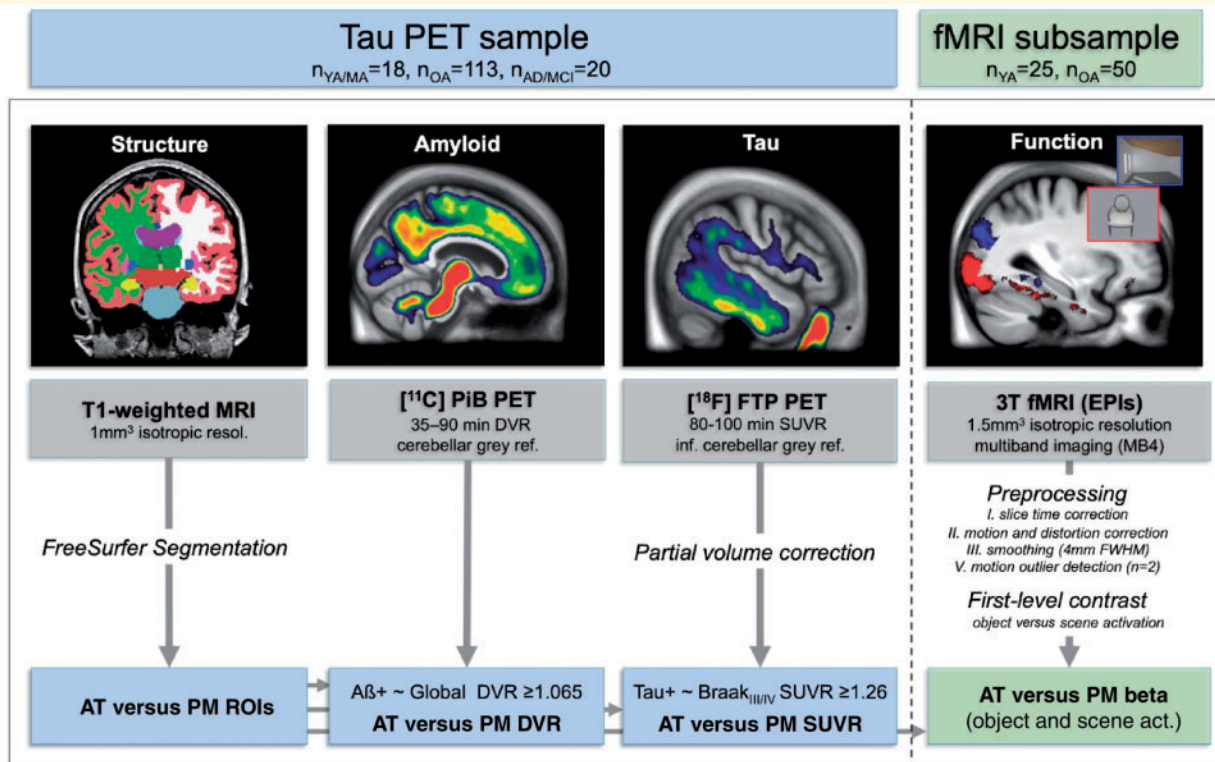 Tau PET sample
nYA/MA=18, nOA=113, nAD/MCI=20
fMRI subsample
nYA=25, nOA=50
Structure
Amyloid
Tau
Function
T1-weighted MRI
1mm³ isotropic resol.
[¹¹C] PiB PET
35–90 min DVR
cerebellar grey ref.
[¹⁸F] FTP PET
80-100 min SUVR
inf. cerebellar grey ref.
3T fMRI (EPIs)
1.5mm³ isotropic resolution
multiband imaging (MB4)
FreeSurfer Segmentation
Partial volume correction
Preprocessing
I. slice time correction
II. motion and distortion correction
III. smoothing (4mm FWHM)
V. motion outlier detection (n=2)
First-level contrast
object versus scene activation
AT versus PM ROIs
Aß+ ~ Global DVR ≥1.065
AT versus PM DVR
Tau+ ~ BraakIII/IV SUVR ≥1.26
AT versus PM SUVR
AT versus PM beta
(object and scene act.)